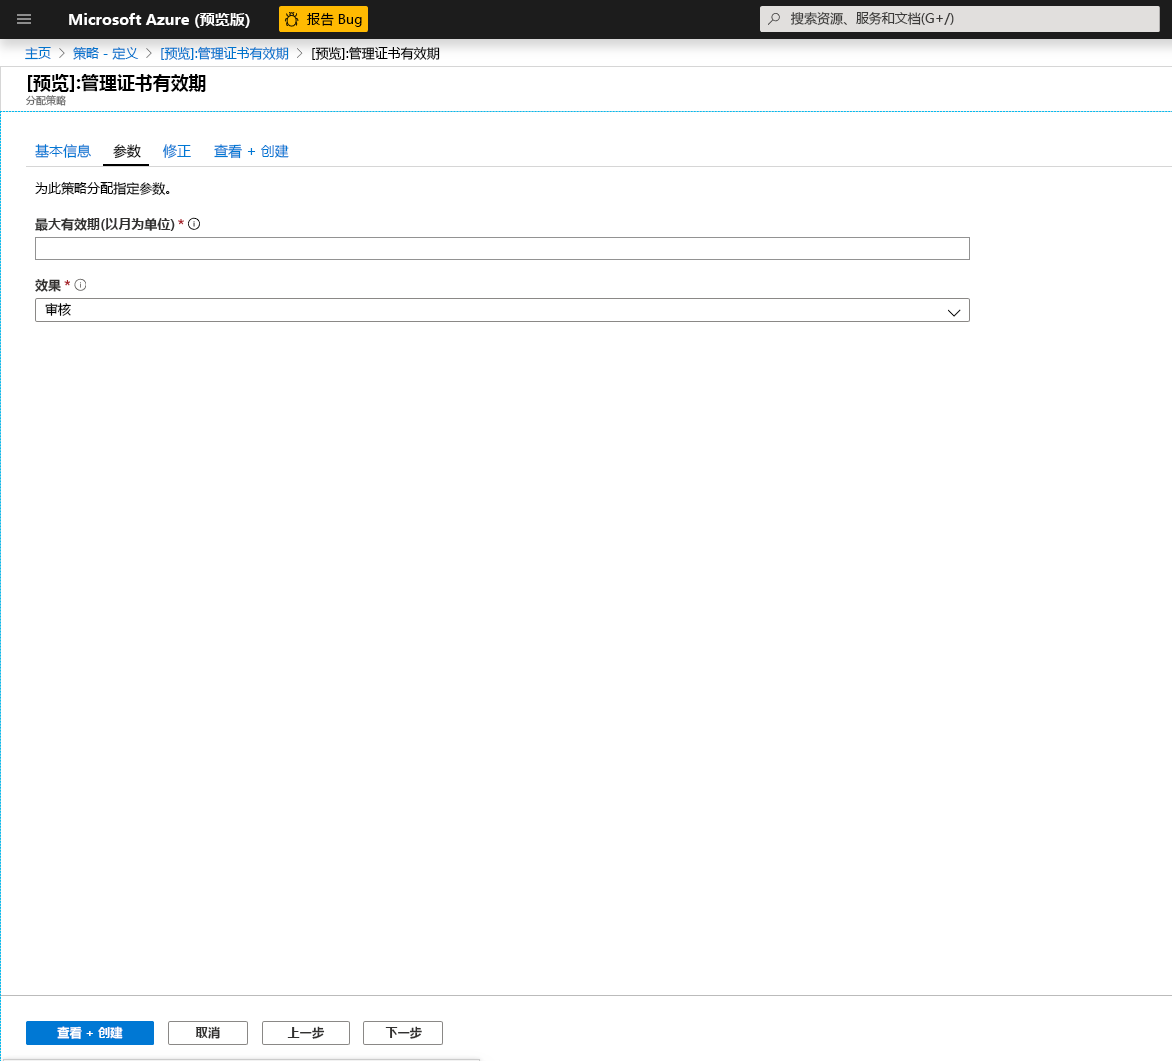 Microsoft Azure (预览版)
报告 Bug
搜索资源、服务和文档(G+/)
主页 > 策略 - 定义 > [预览]:管理证书有效期 > [预览]:管理证书有效期
[预览]:管理证书有效期
分配策略
基本信息 参数 修正 查看 + 创建
为此策略分配指定参数。
最大有效期(以月为单位) *
效果 *
审核
查看 + 创建 取消 上一步 下一步